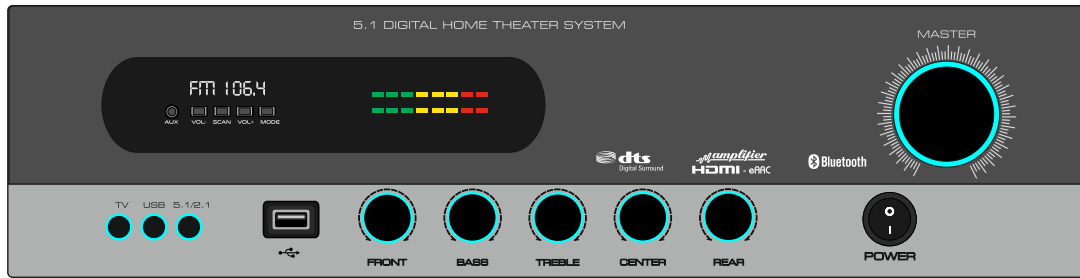 5.1 DIGITAL HOME THEATER SYSTEM
MASTER
FM 106.4
AUX VOL- SCAN VOL+ MODE
dts
Digital Surround
amplifier
HDMI - eARC
Bluetooth
TV USB 5.1/2.1
FRONT BASS TREBLE CENTER REAR
O
I
POWER